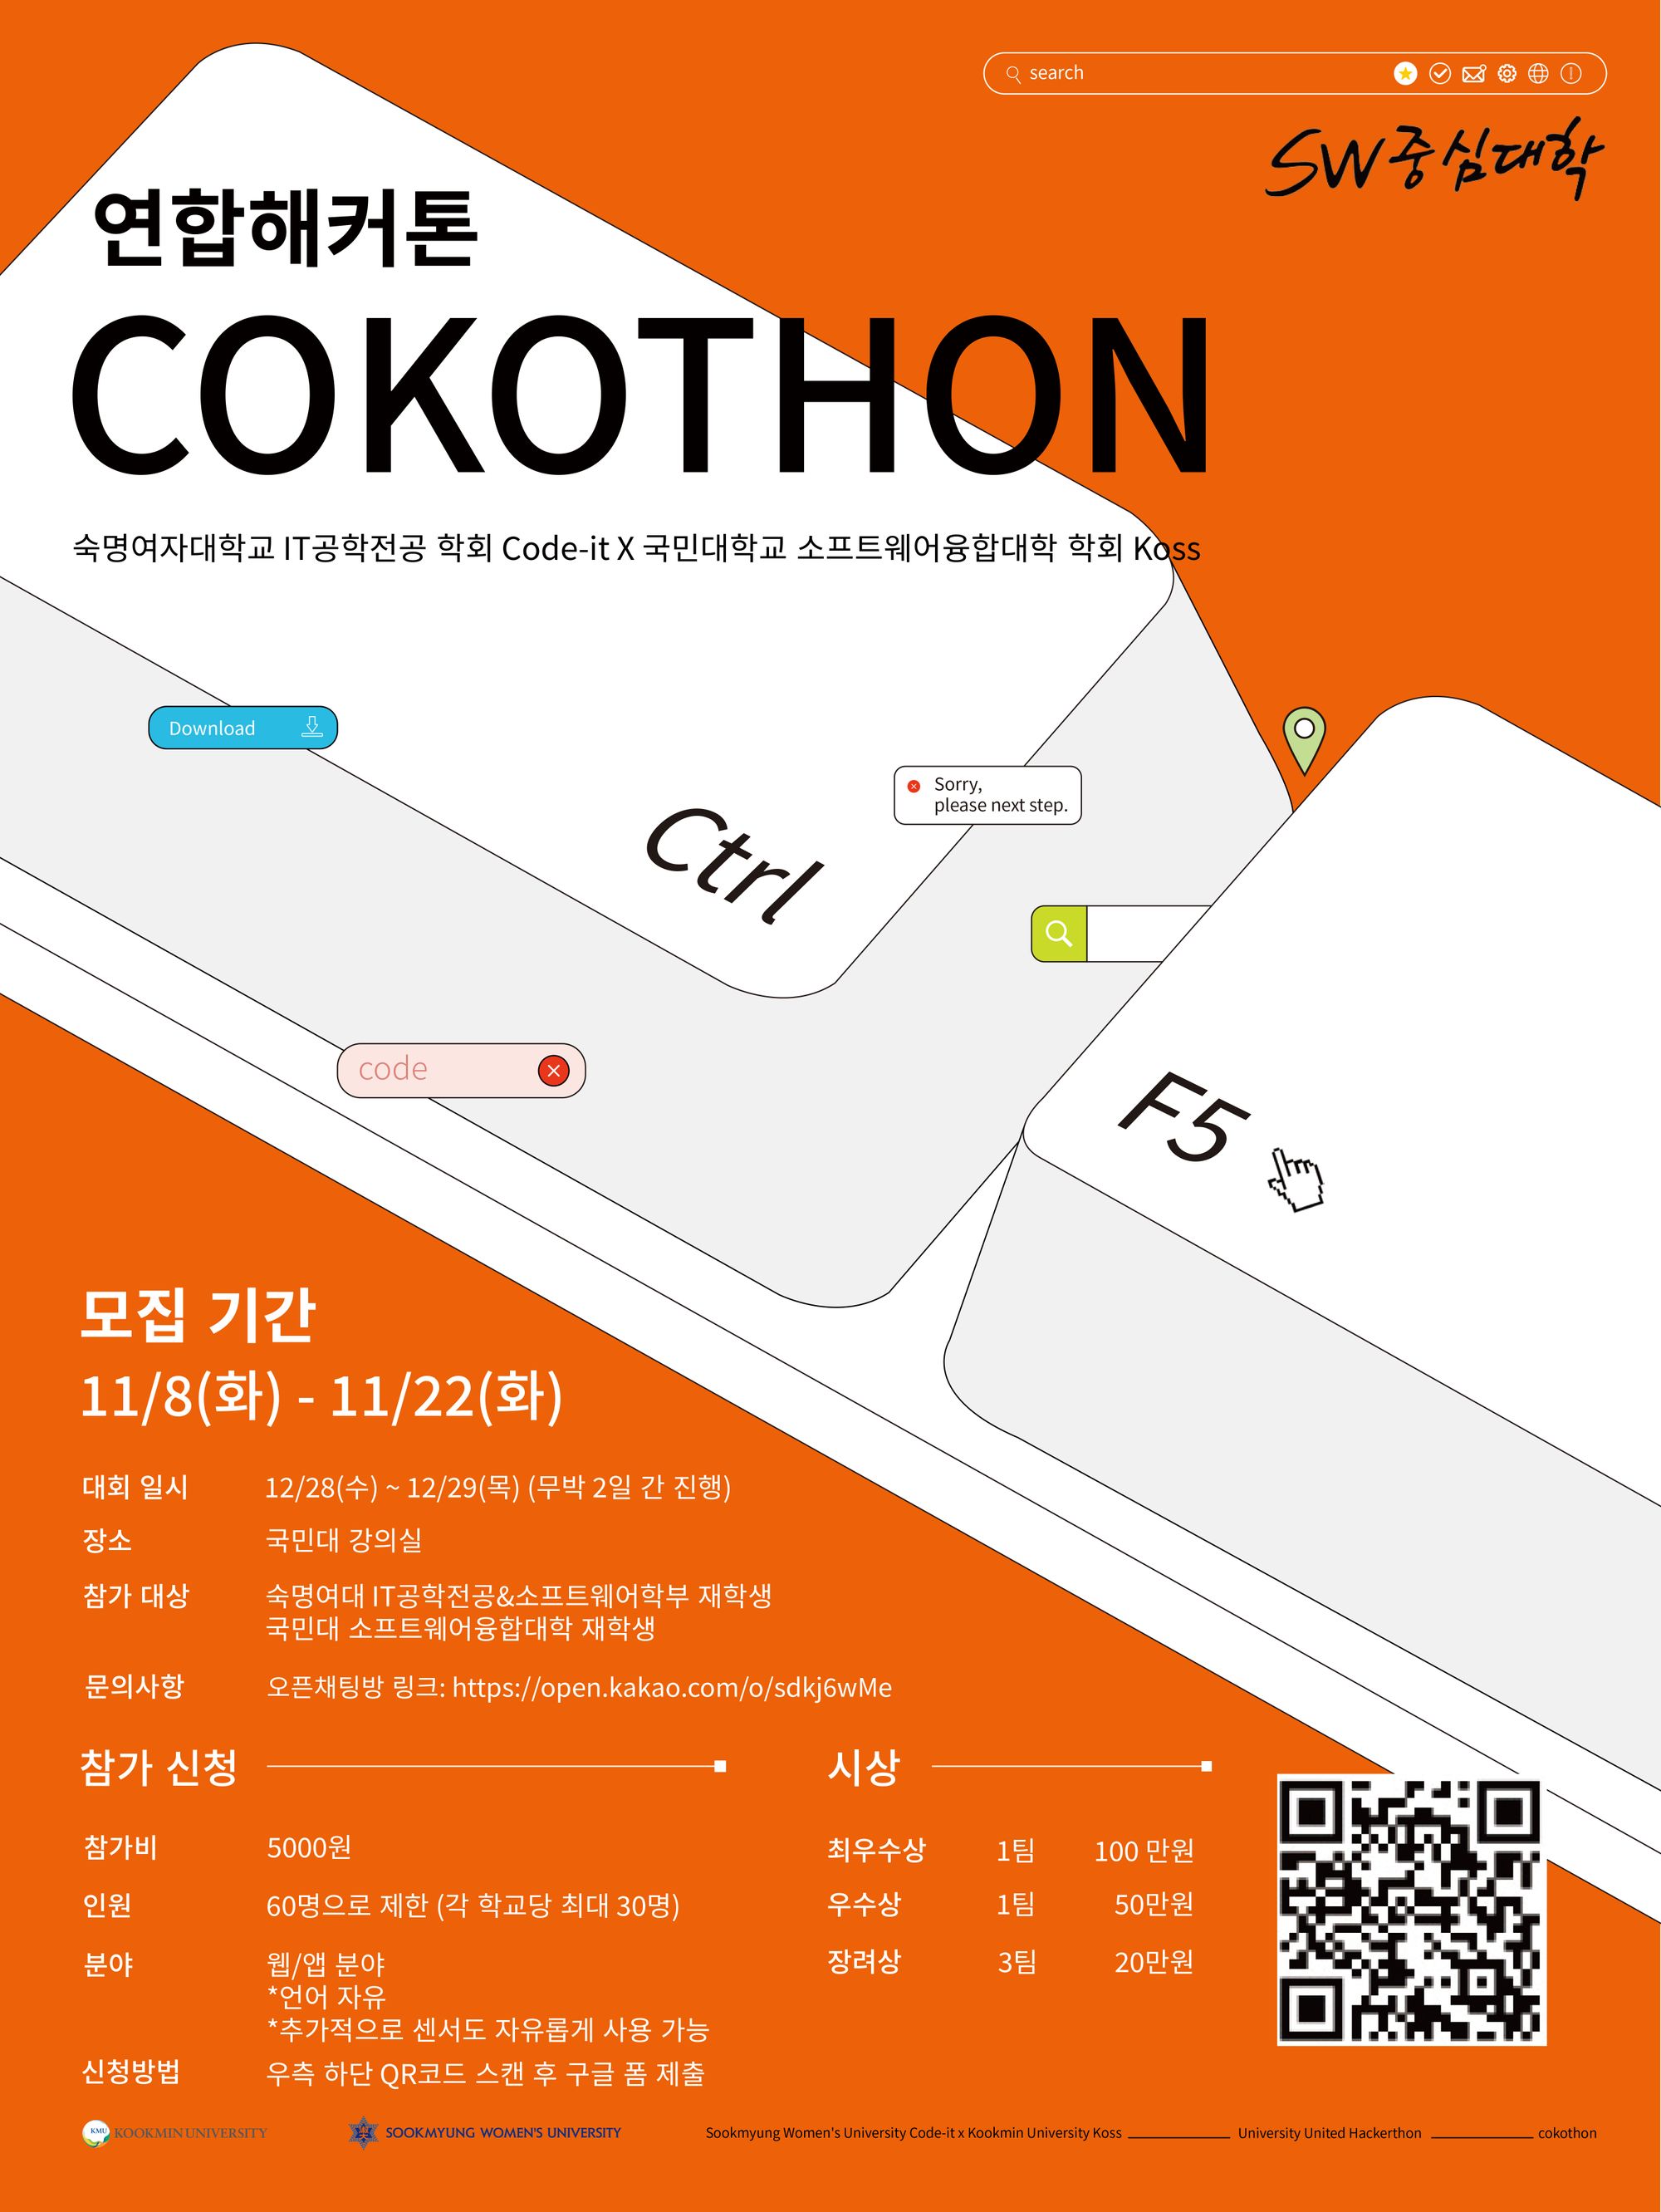 search
SW중심대학
연합해커톤
COKOTHON
숙명여자대학교 IT공학전공 학회 Code-it X 국민대학교 소프트웨어융합대학 학회 Koss
Download
Sorry,
please next step.
Ctrl
code
F5
모집 기간
11/8(화) - 11/22(화)
대회 일시 12/28(수) ~ 12/29(목) (무박 2일 간 진행)
장소 국민대 강의실
참가 대상 숙명여대 IT공학전공&소프트웨어학부 재학생
국민대 소프트웨어융합대학 재학생
문의사항 오픈채팅방 링크: https://open.kakao.com/o/sdkj6wMe
참가 신청
참가비 5000원
인원 60명으로 제한 (각 학교당 최대 30명)
분야 웹/앱 분야
*언어 자유
*추가적으로 센서도 자유롭게 사용 가능
신청방법 우측 하단 QR코드 스캔 후 구글 폼 제출
시상
최우수상 1팀 100 만원
우수상 1팀 50만원
장려상 3팀 20만원
KMU KOOKMIN UNIVERSITY
SOOKMYUNG WOMEN'S UNIVERSITY
Sookmyung Women's University Code-it x Kookmin University Koss University United Hackerthon cokothon